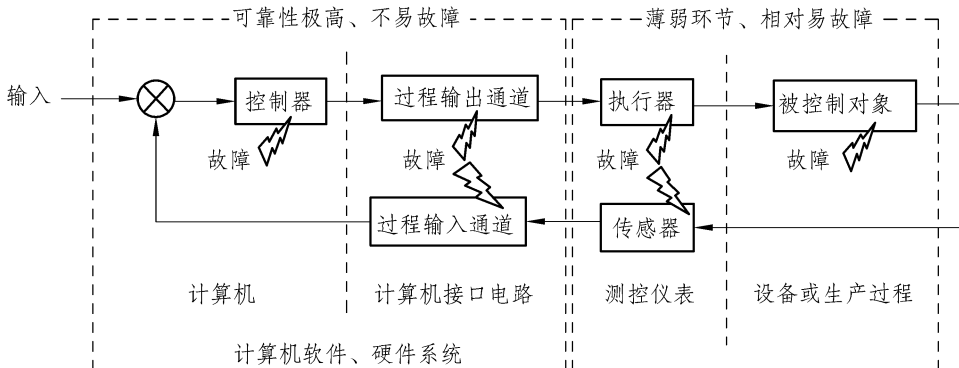 可靠性极高、不易故障
薄弱环节、相对易故障
输入
控制器
过程输出通道
执行器
被控制对象
故障
故障
故障
故障
过程输入通道
传感器
计算机
计算机接口电路
测控仪表
设备或生产过程
计算机软件、硬件系统